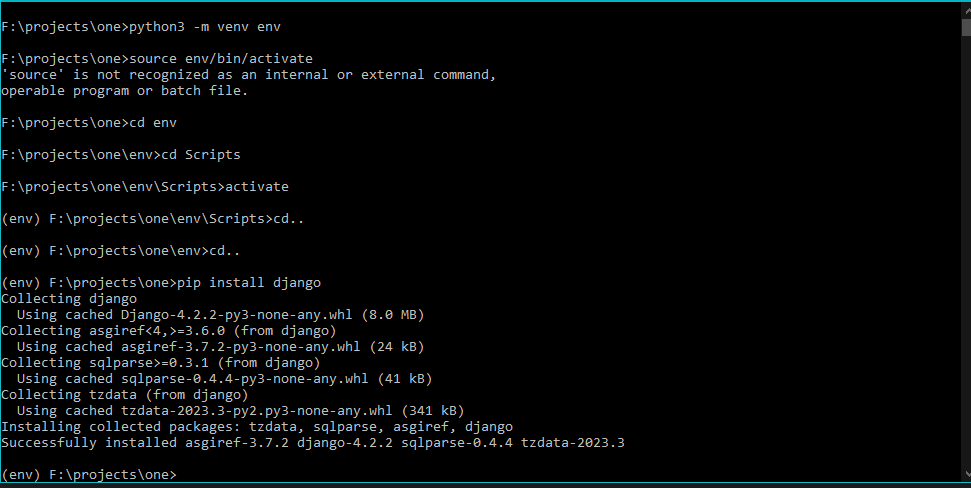 F:\projects\one>python3 -m venv env
F:\projects\one>source env/bin/activate
'source' is not recognized as an internal or external command,
operable program or batch file.
F:\projects\one>cd env
F:\projects\one\env>cd Scripts
F:\projects\one\env\Scripts>activate
(env) F:\projects\one\env\Scripts>cd..
(env) F:\projects\one\env>cd..
(env) F:\projects\one>pip install django
Collecting django
  Using cached Django-4.2.2-py3-none-any.whl (8.0 MB)
Collecting asgiref<4,>=3.6.0 (from django)
  Using cached asgiref-3.7.2-py3-none-any.whl (24 kB)
Collecting sqlparse>=0.3.1 (from django)
  Using cached sqlparse-0.4.4-py3-none-any.whl (41 kB)
Collecting tzdata (from django)
  Using cached tzdata-2023.3-py2.py3-none-any.whl (341 kB)
Installing collected packages: tzdata, sqlparse, asgiref, django
Successfully installed asgiref-3.7.2 django-4.2.2 sqlparse-0.4.4 tzdata-2023.3
(env) F:\projects\one>